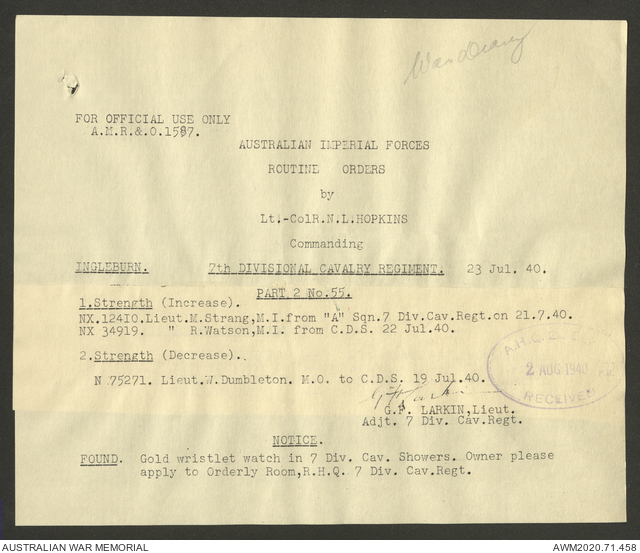 War Diary
FOR OFFICIAL USE ONLY
A.M.R.&.O.1587.
AUSTRALIAN IMPERIAL FORCES
ROUTINE ORDERS
by
Lt.-ColR.N.L.HOPKINS
Commanding
INGLEBURN. 7th DIVISIONAL CAVALRY REGIMENT. 23 Jul. 40.
PART 2 No.55.
1.Strength (Increase).
NX.12410.Lieut.M.Strang,M.I.from "A" Sqn.7 Div.Cav.Regt.on 21.7.40.
NX 34919. " R.Watson,M.I. from C.D.S. 22 Jul.40.
2.Strength (Decrease).
N 75271. Lieut.W.Dumbleton. M.O. to C.D.S. 19 Jul.40.
2 AUG 1940
RECEIVED
G F Larkin
G.F. LARKIN,Lieut.
Adjt. 7 Div. Cav.Regt.
NOTICE.
FOUND. Gold wristlet watch in 7 Div. Cav. Showers. Owner please
apply to Orderly Room,R.H.Q. 7 Div. Cav.Regt.
AUSTRALIAN WAR MEMORIAL AWM2020.71.458